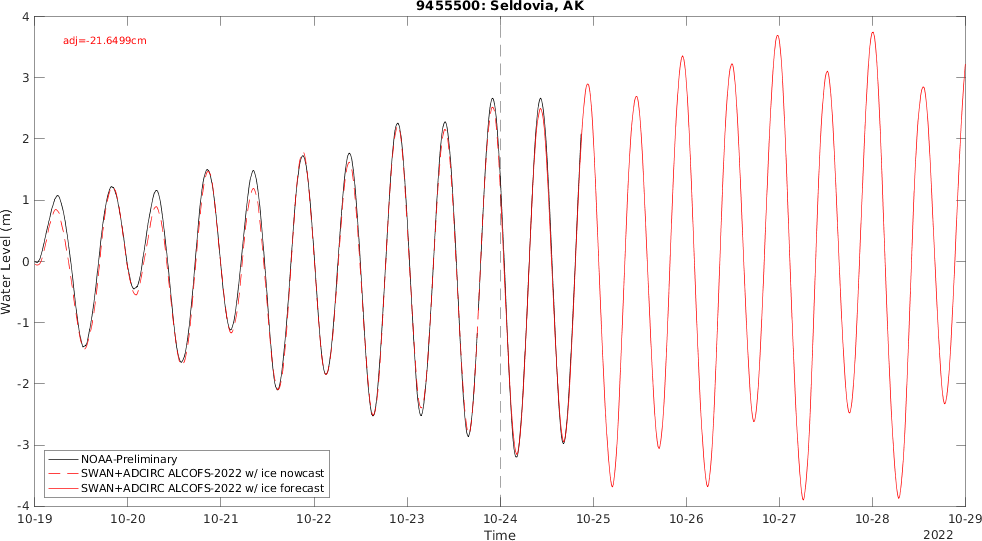 9455500: Seldovia, AK
adj=-21.6499cm
4
3
2
1
0
-1
-2
-3
-4
Water Level (m)
NOAA-Preliminary
SWAN+ADCIRC ALCOFS-2022 w/ ice nowcast
SWAN+ADCIRC ALCOFS-2022 w/ ice forecast
10-19 10-20 10-21 10-22 10-23 10-24 10-25 10-26 10-27 10-28 10-29
Time
2022